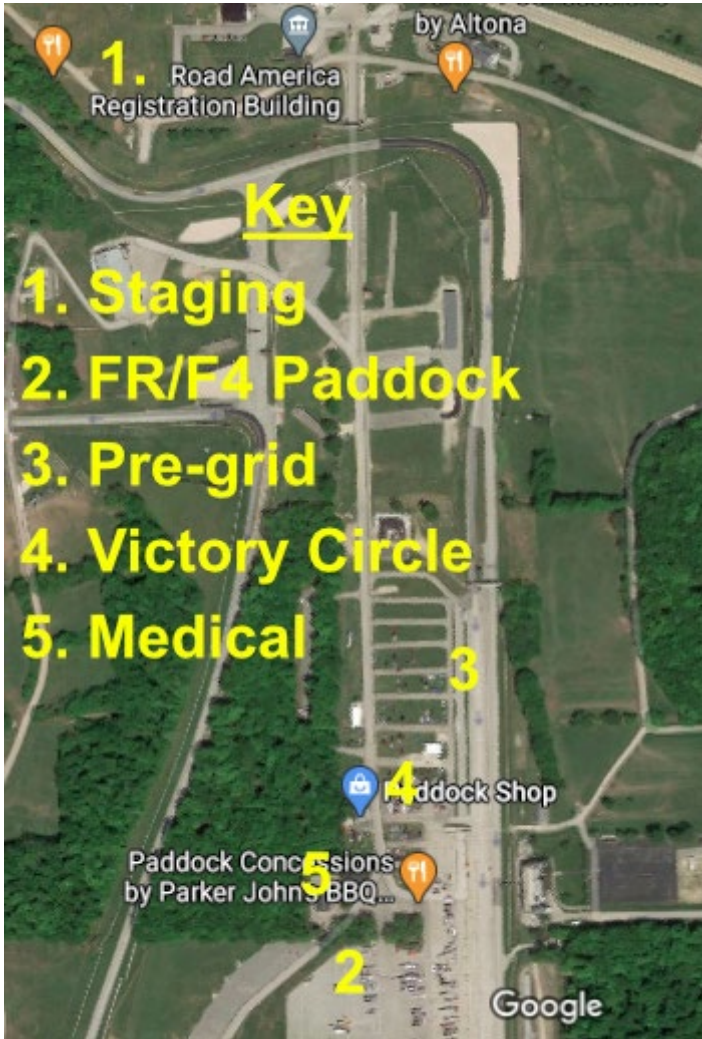 by Altona
1.
Road America
Registration Building
Key
1. Staging
2. FR/F4 Paddock
3. Pre-grid
4. Victory Circle
5. Medical
3
4
Paddock Shop
Paddock Concessions
5
by Parker John's BBQ...
2
Google